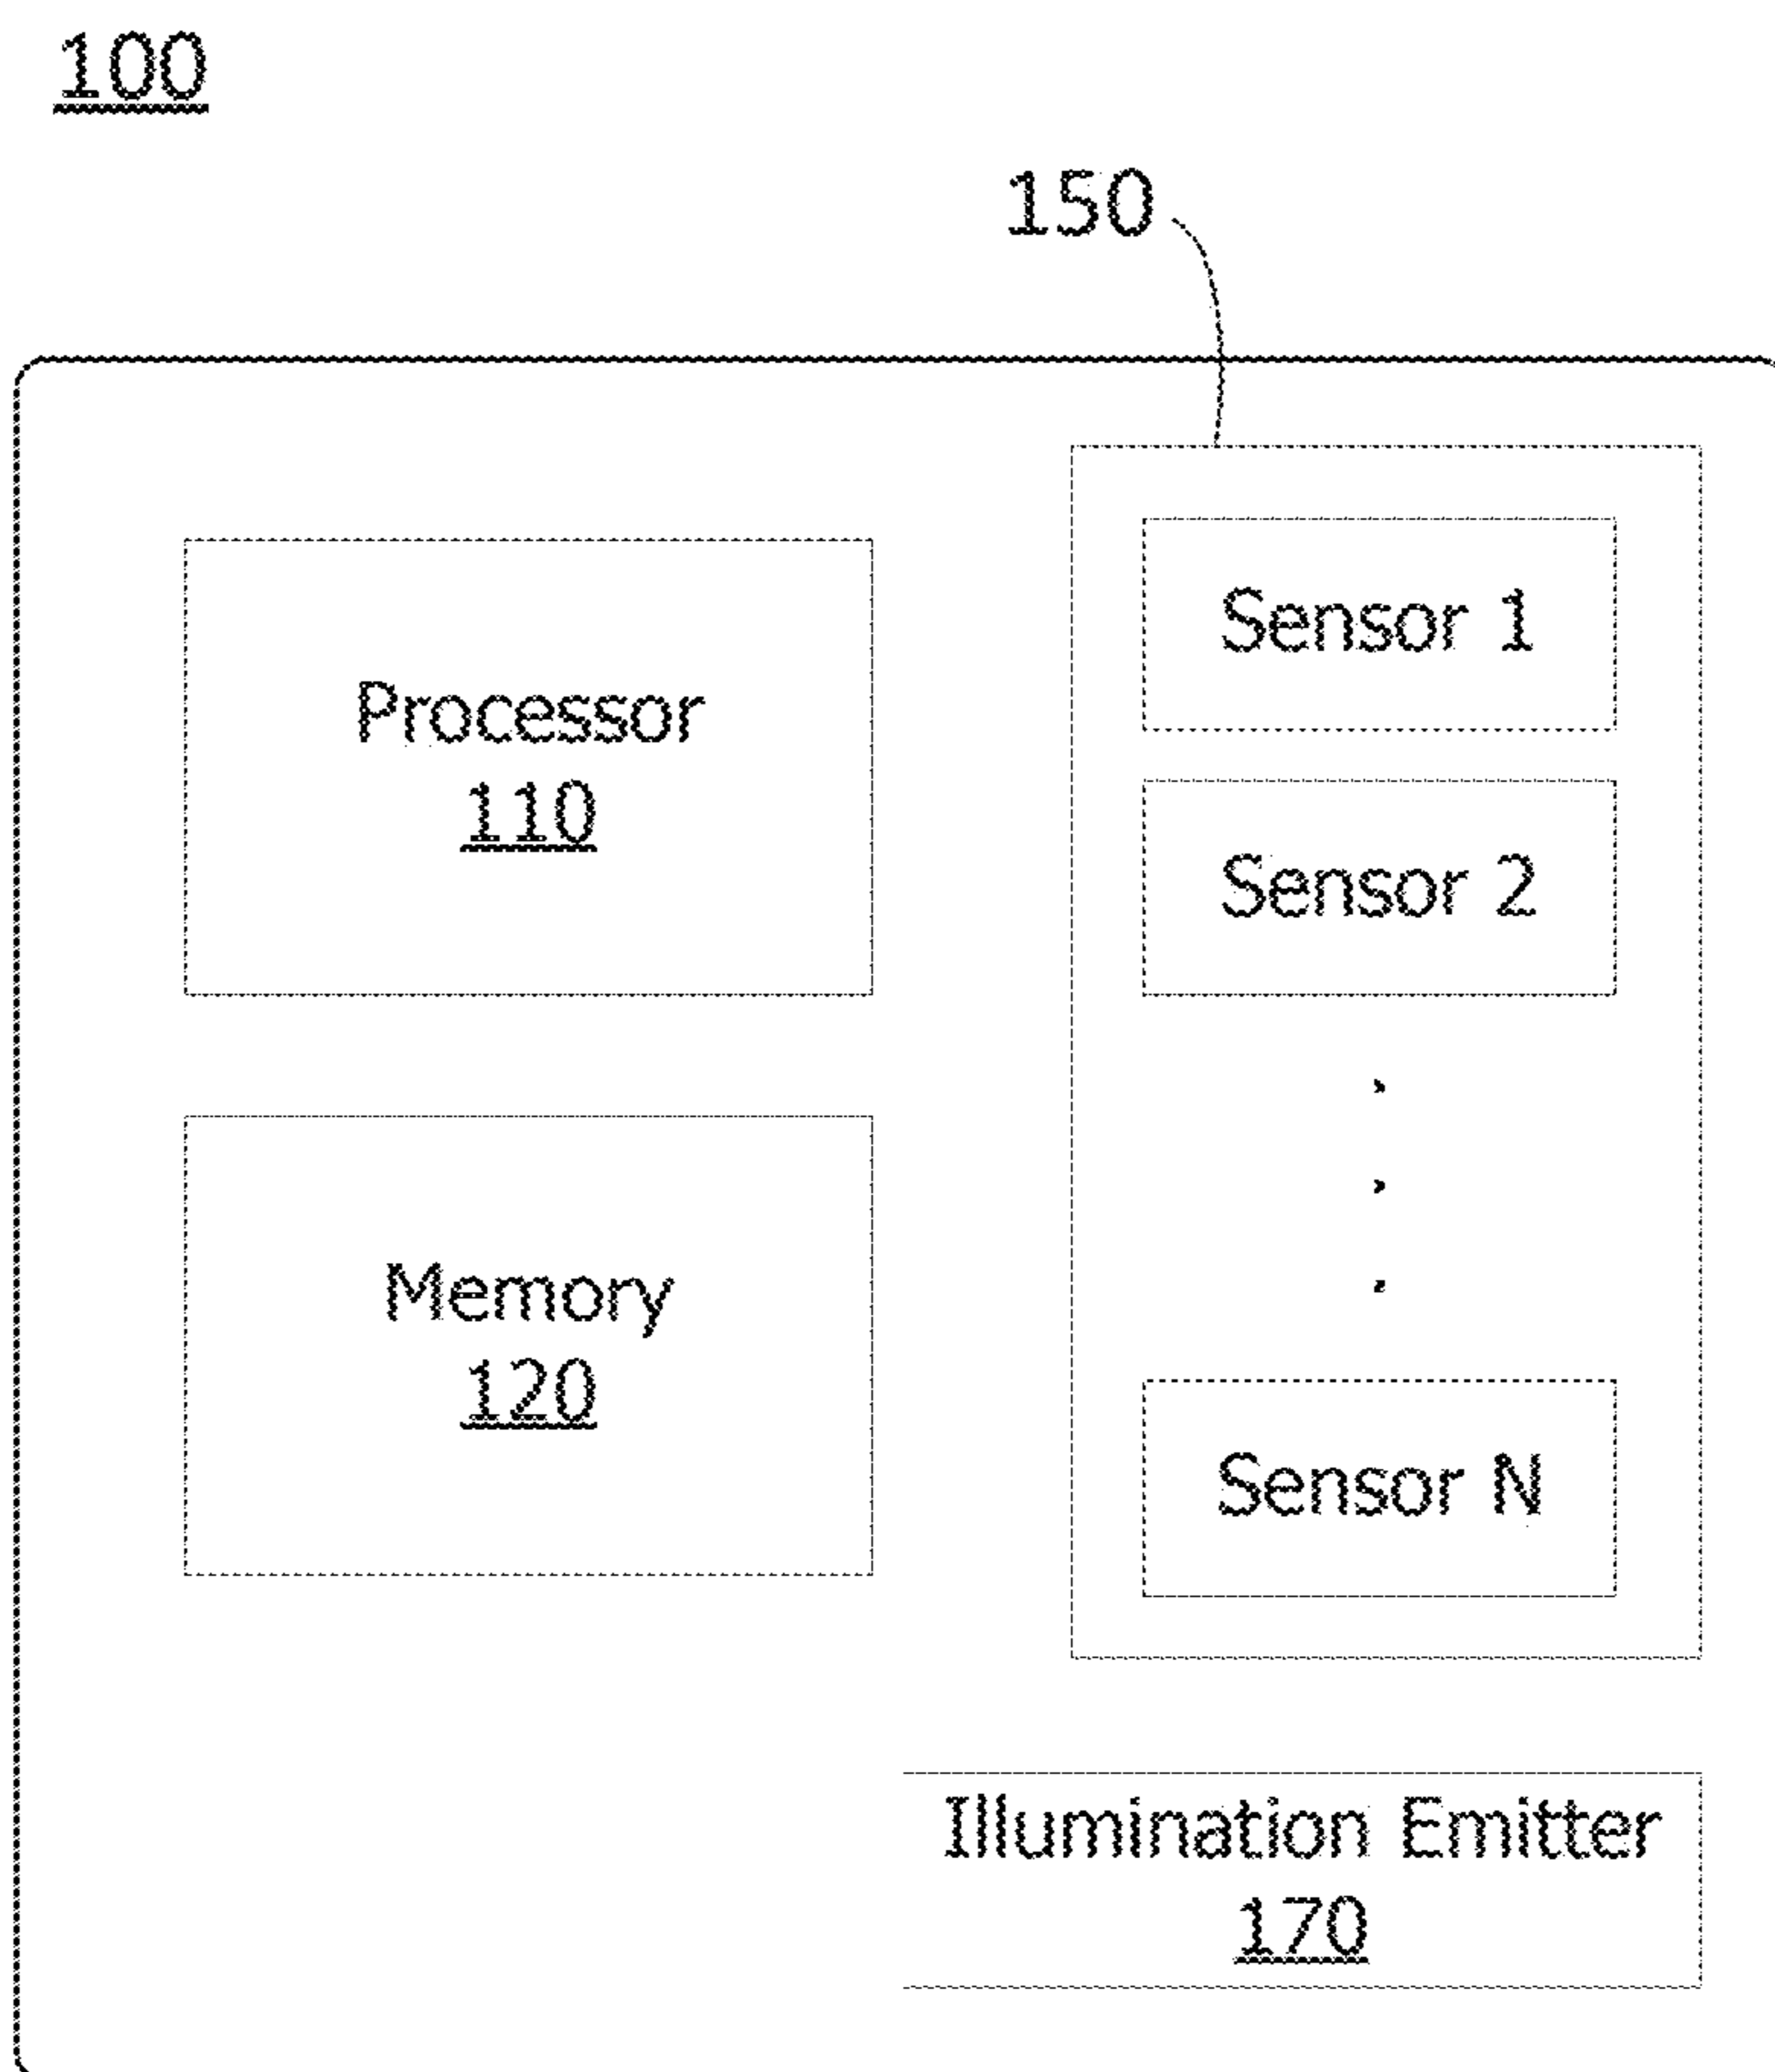 100
150
Processor
110
Memory
120
Sensor 1
Sensor 2
Sensor N
Illumination Emitter
170